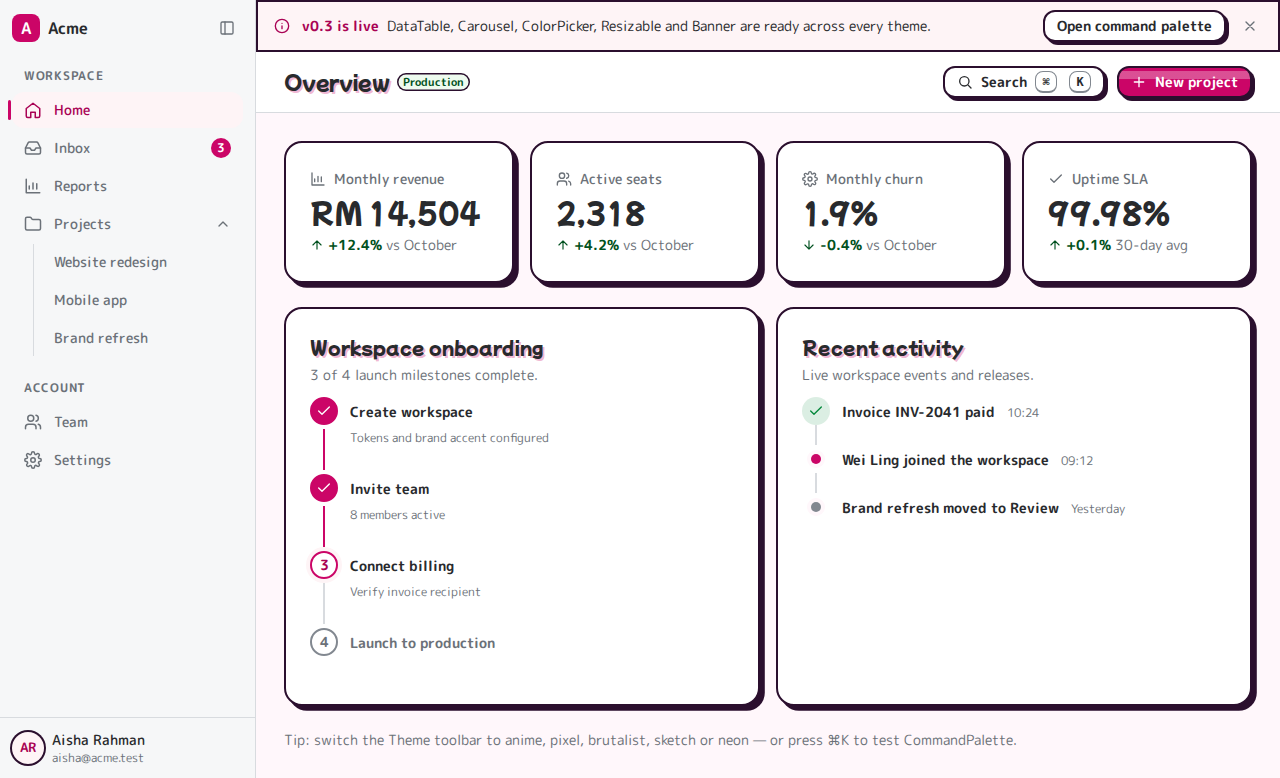 A Acme
WORKSPACE
Home
Inbox 3
Reports
Projects
Website redesign
Mobile app
Brand refresh
ACCOUNT
Team
Settings
AR Aisha Rahman
aisha@acme.test
v0.3 is live DataTable, Carousel, ColorPicker, Resizable and Banner are ready across every theme. Open command palette
Overview Production Search ⌘ K New project
Monthly revenue
RM 14,504
+12.4% vs October
Active seats
2,318
+4.2% vs October
Monthly churn
1.9%
-0.4% vs October
Uptime SLA
99.98%
+0.1% 30-day avg
Workspace onboarding
3 of 4 launch milestones complete.
Create workspace
Tokens and brand accent configured
Invite team
8 members active
3 Connect billing
Verify invoice recipient
4 Launch to production
Recent activity
Live workspace events and releases.
Invoice INV-2041 paid 10:24
Wei Ling joined the workspace 09:12
Brand refresh moved to Review Yesterday
Tip: switch the Theme toolbar to anime, pixel, brutalist, sketch or neon — or press ⌘K to test CommandPalette.